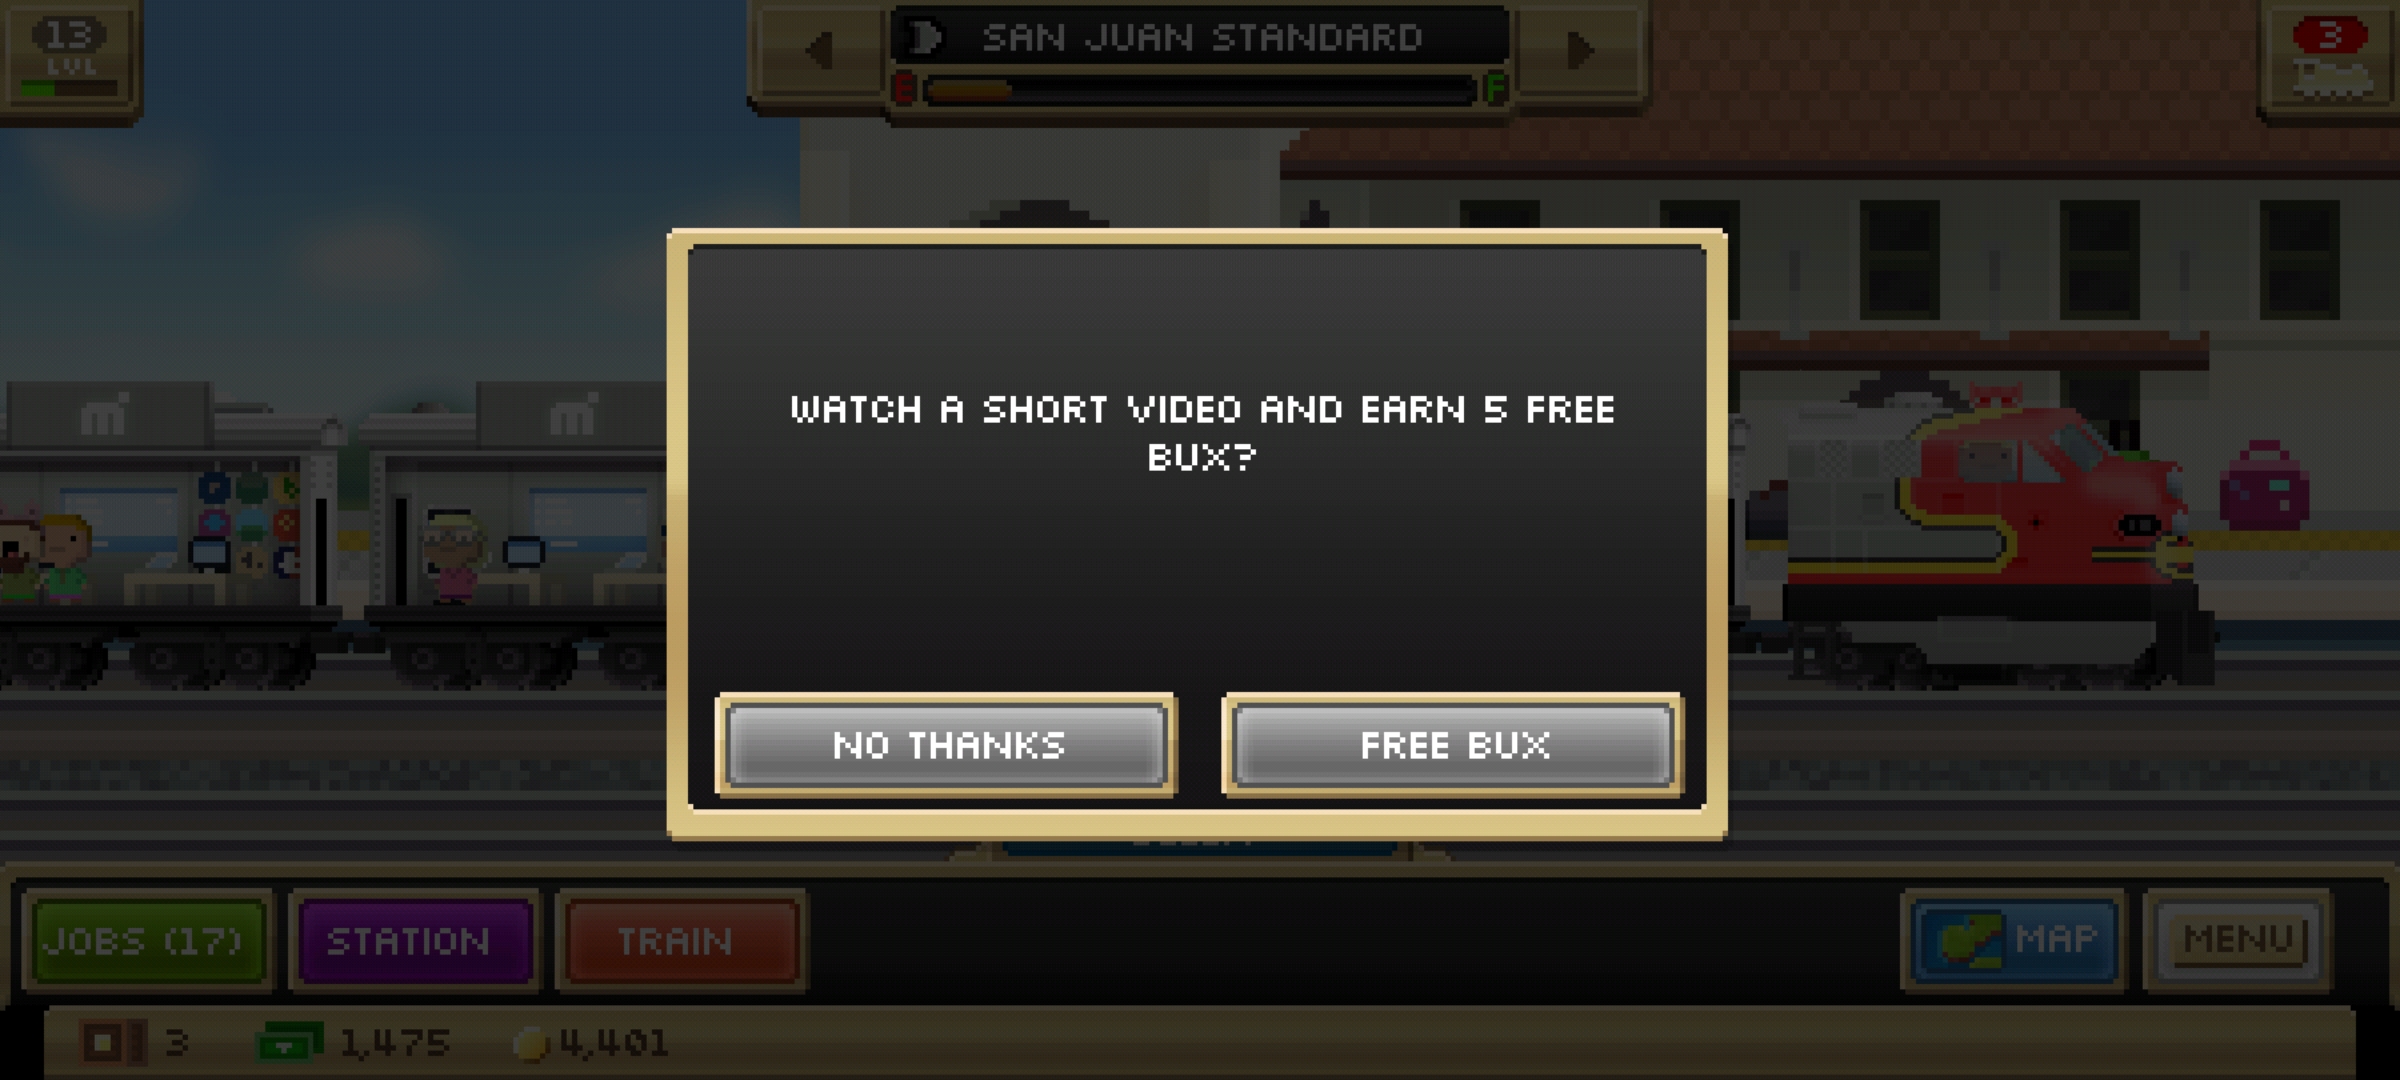 13
LVL
SAN JUAN STANDARD
E
F
3
WATCH A SHORT VIDEO AND EARN 5 FREE
BUX?
NO THANKS
FREE BUX
JOBS (17)
STATION
TRAIN
MAP
MENU
3
1,475
4,401